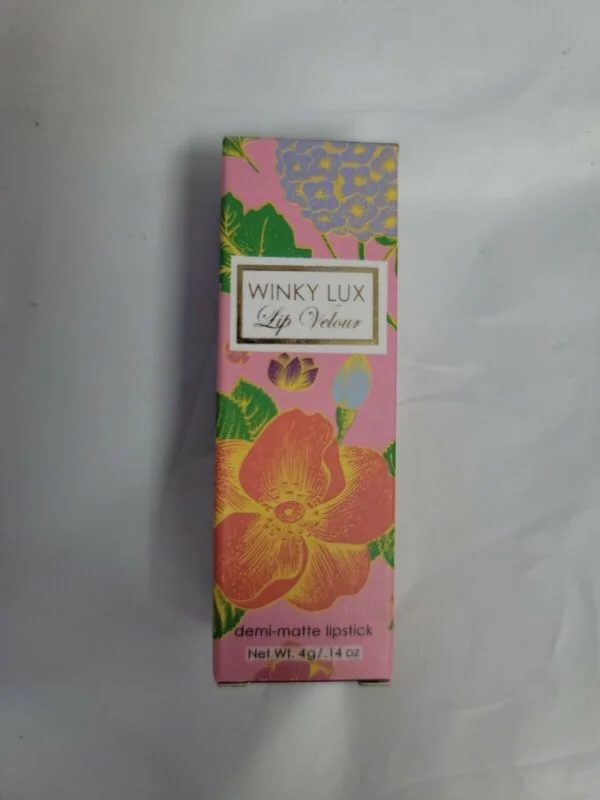 WINKY LUX
Lip Velour
demi-matte lipstick
Net Wt. 4g/.14 oz